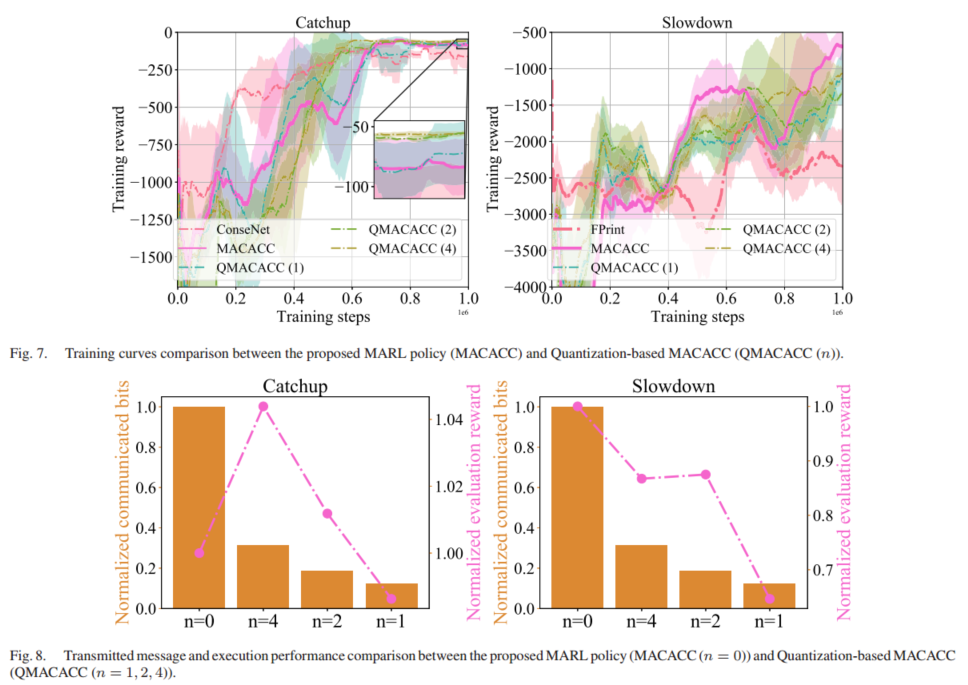 Catchup
Training reward
0
−250
−500
−750
−1000
−1250
−1500
−50
−100
ConseNet
MACACC
QMACACC (1)
QMACACC (2)
QMACACC (4)
0.0 0.2 0.4 0.6 0.8 1.0
1e6
Training steps
Slowdown
Training reward
−500
−1000
−1500
−2000
−2500
−3000
−3500
−4000
FPrint
MACACC
QMACACC (1)
QMACACC (2)
QMACACC (4)
0.0 0.2 0.4 0.6 0.8 1.0
1e6
Training steps
Fig. 7. Training curves comparison between the proposed MARL policy (MACACC) and Quantization-based MACACC (QMACACC (n)).
Catchup
Normalized communicated bits
1.0
0.8
0.6
0.4
0.2
0.0
n=0 n=4 n=2 n=1
1.04
1.02
1.00
Normalized evaluation reward
Slowdown
Normalized communicated bits
1.0
0.8
0.6
0.4
0.2
0.0
n=0 n=4 n=2 n=1
1.0
0.9
0.8
0.7
Normalized evaluation reward
Fig. 8. Transmitted message and execution performance comparison between the proposed MARL policy (MACACC (n = 0)) and Quantization-based MACACC
(QMACACC (n = 1, 2, 4)).